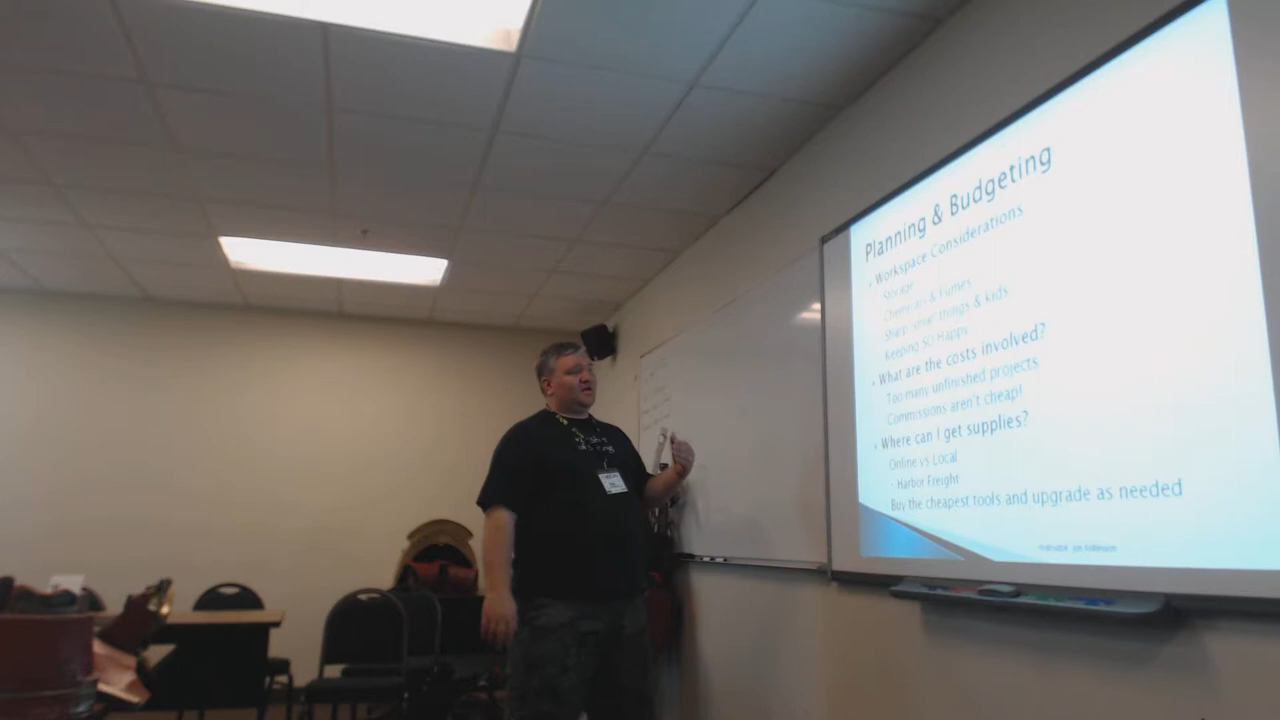 Planning & Budgeting
Workspace Considerations
Storage
Chemicals & Fumes
Sharp "small" things & kids
Keeping SO Happy
What are the costs involved?
Too many unfinished projects
Commissions aren't cheap!
Where can I get supplies?
Online vs Local
- Harbor Freight
Buy the cheapest tools and upgrade as needed